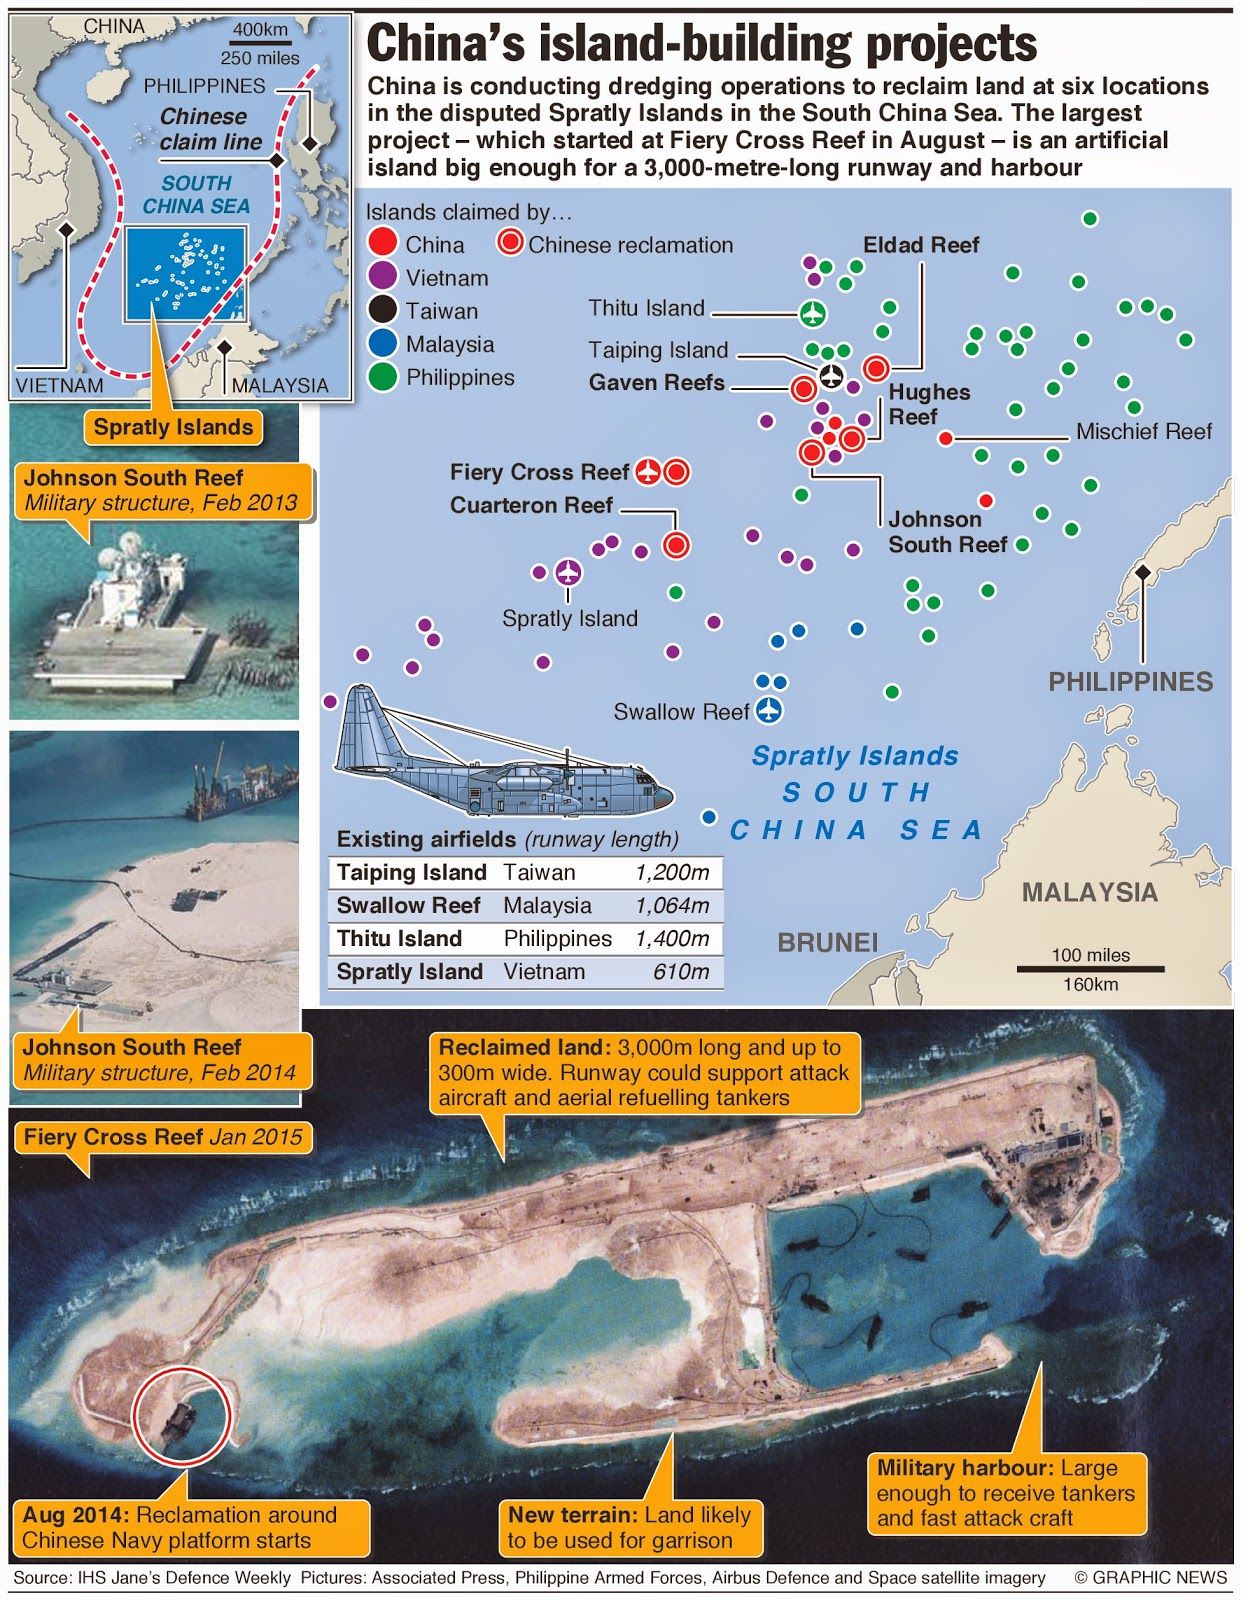 China's island-building projects
China is conducting dredging operations to reclaim land at six locations
in the disputed Spratly Islands in the South China Sea. The largest
project – which started at Fiery Cross Reef in August – is an artificial
island big enough for a 3,000-metre-long runway and harbour
CHINA
400km
250 miles
PHILIPPINES
Chinese
claim line
SOUTH
CHINA SEA
VIETNAM
MALAYSIA
Spratly Islands
Islands claimed by…
China
Chinese reclamation
Vietnam
Taiwan
Malaysia
Philippines
Eldad Reef
Thitu Island
Taiping Island
Gaven Reefs
Hughes
Reef
Mischief Reef
Fiery Cross Reef
Cuarteron Reef
Johnson
South Reef
Spratly Island
PHILIPPINES
Swallow Reef
Spratly Islands
SOUTH
CHINA SEA
MALAYSIA
BRUNEI
100 miles
160km
Existing airfields (runway length)
Taiping Island Taiwan 1,200m
Swallow Reef Malaysia 1,064m
Thitu Island Philippines 1,400m
Spratly Island Vietnam 610m
Johnson South Reef
Military structure, Feb 2013
Johnson South Reef
Military structure, Feb 2014
Fiery Cross Reef Jan 2015
Reclaimed land: 3,000m long and up to
300m wide. Runway could support attack
aircraft and aerial refuelling tankers
Aug 2014: Reclamation around
Chinese Navy platform starts
New terrain: Land likely
to be used for garrison
Military harbour: Large
enough to receive tankers
and fast attack craft
Source: IHS Jane's Defence Weekly Pictures: Associated Press, Philippine Armed Forces, Airbus Defence and Space satellite imagery © GRAPHIC NEWS